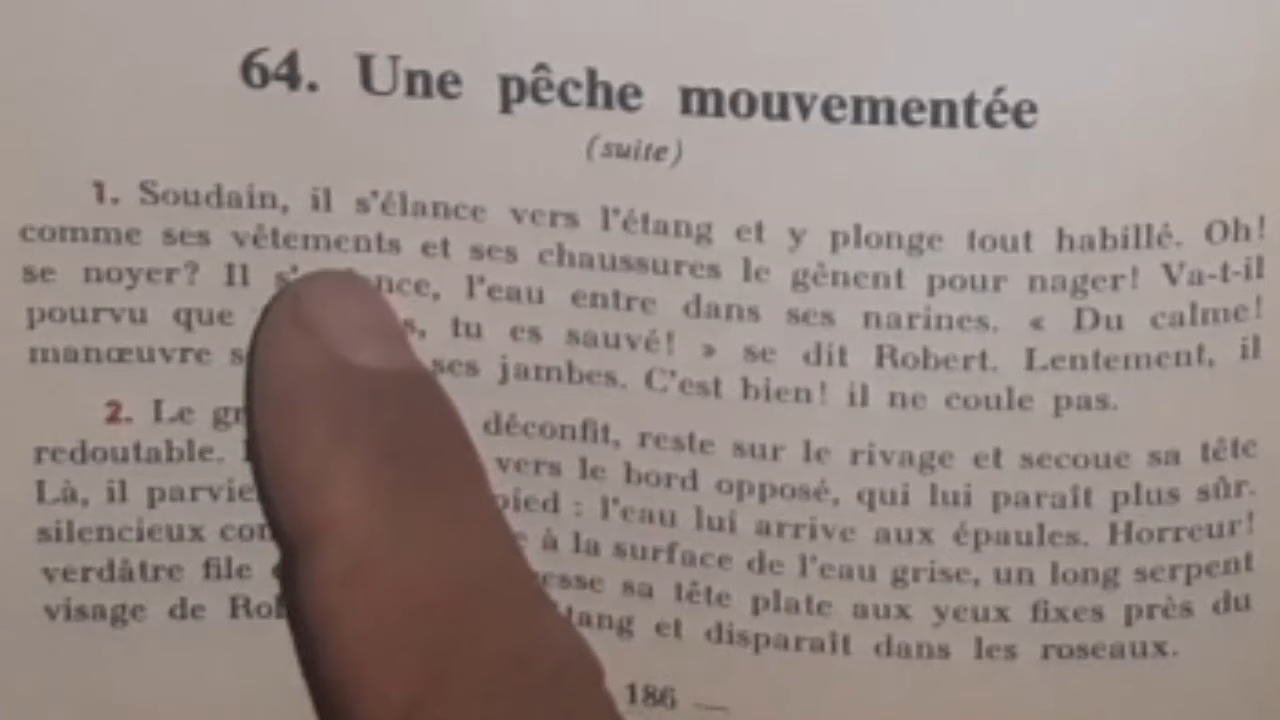 64. Une pêche mouvementée
(suite)
1. Soudain, il s'élance vers l'étang et y plonge tout habillé. Oh!
comme ses vêtements et ses chaussures le gênent pour nager! Va-t-il
se noyer? Il l'eau entre dans ses narines. « Du calme!
pourvu que tu es sauvé! » se dit Robert. Lentement, il
manœuvre ses jambes. C'est bien! il ne coule pas.
2. Le déconfit, reste sur le rivage et secoue sa tête
redoutable. vers le bord opposé, qui lui paraît plus sûr.
Là, il pied : l'eau lui arrive aux épaules. Horreur!
silencieux à la surface de l'eau grise, un long serpent
verdâtre file sa tête plate aux yeux fixes près du
visage de et disparaît dans les roseaux.
186 —